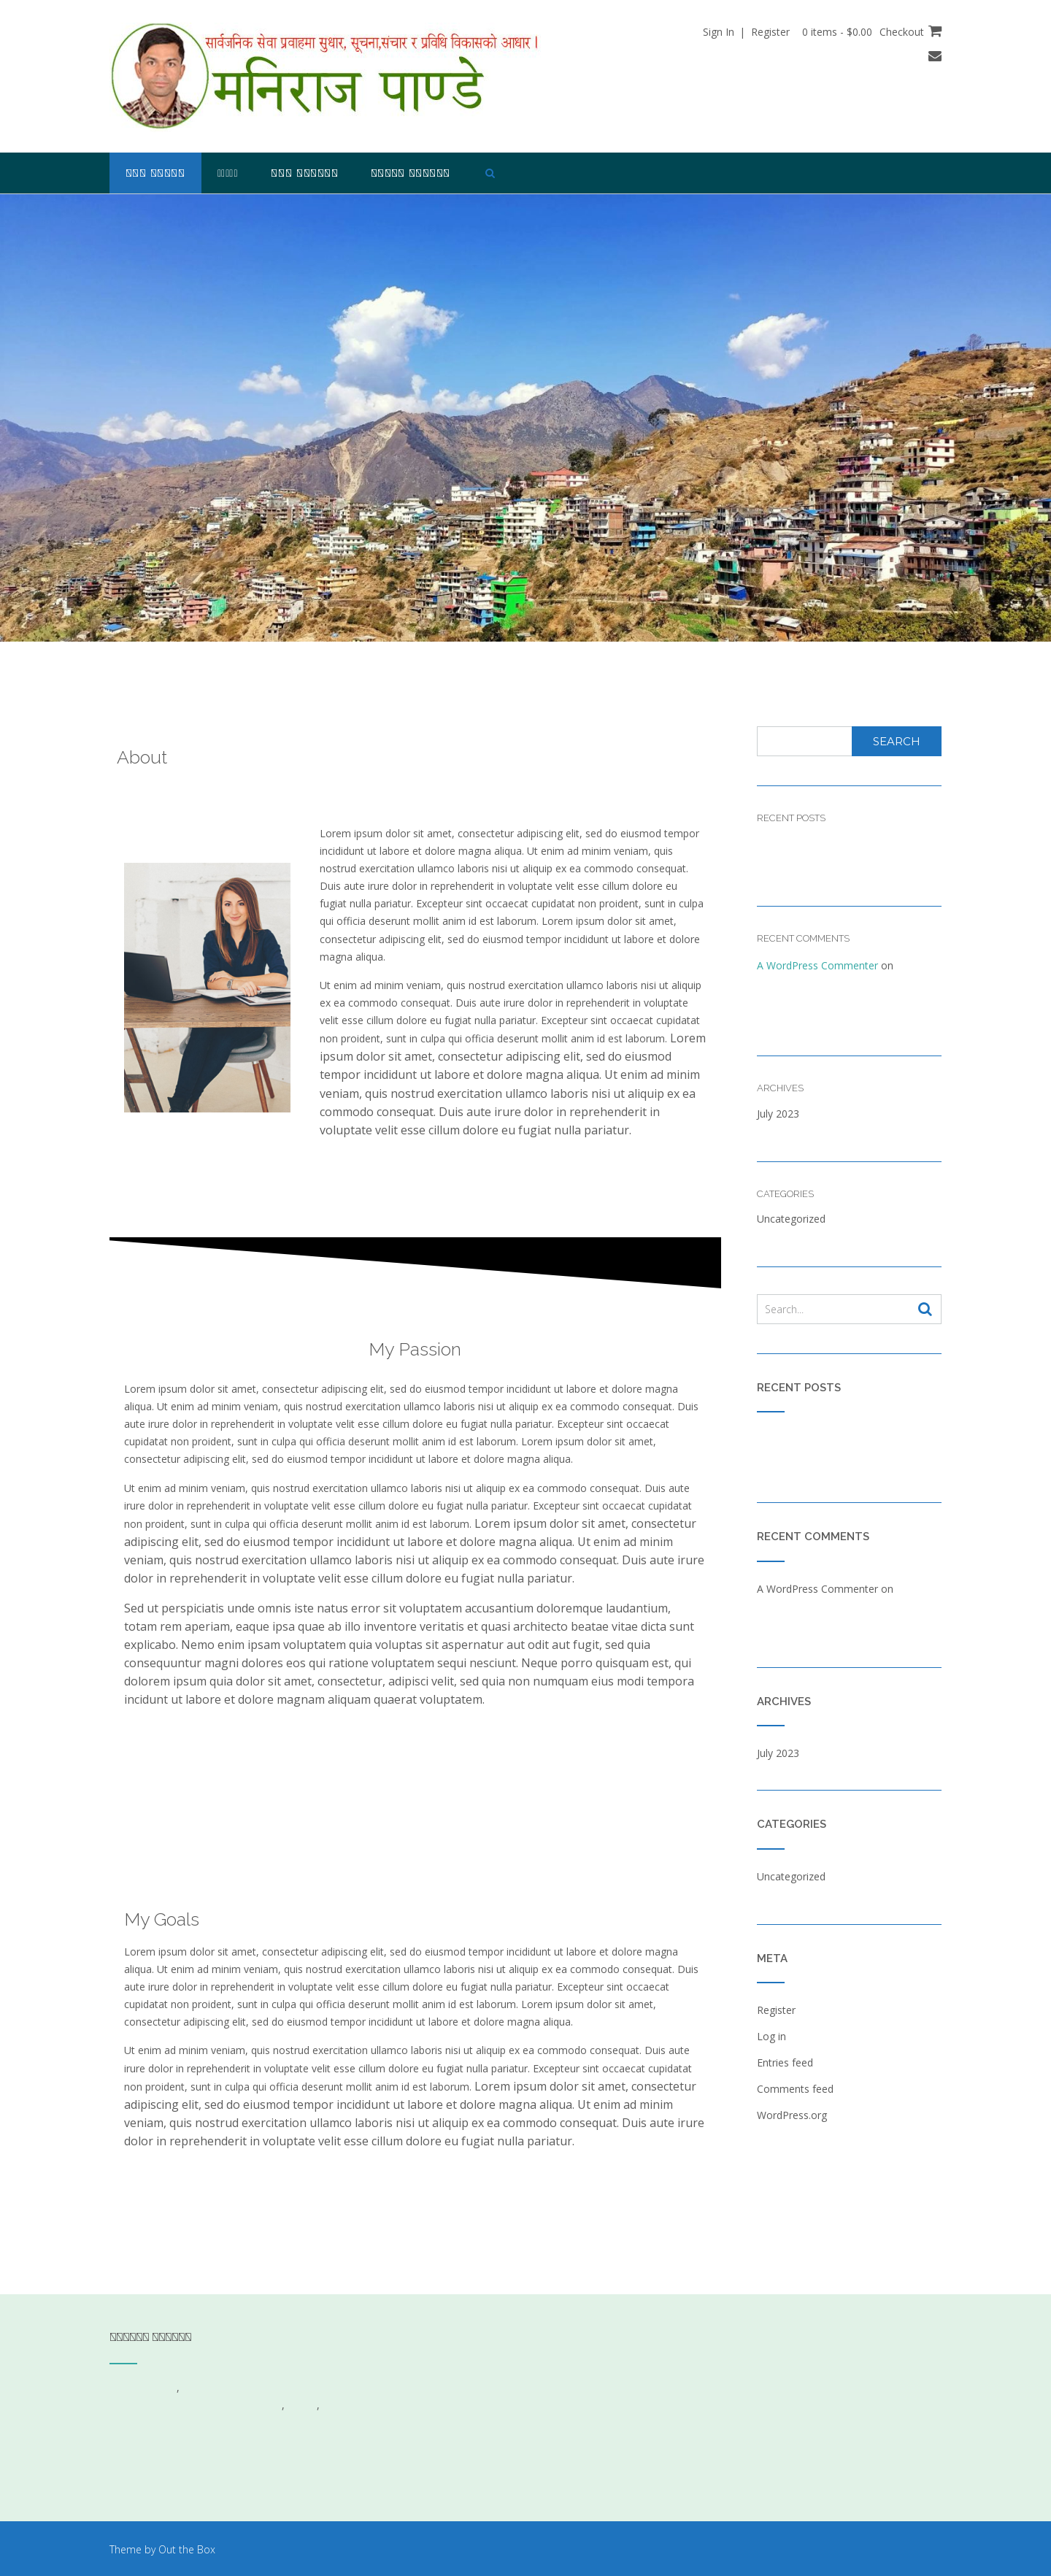 सार्वजनिक सेवा प्रवाहमा सुधार, सूचना,संचार र प्रविधि विकासको आधार ।
मनिराज पाण्डे
Sign In | Register 0 items - $0.00 Checkout
About
Lorem ipsum dolor sit amet, consectetur adipiscing elit, sed do eiusmod tempor
incididunt ut labore et dolore magna aliqua. Ut enim ad minim veniam, quis
nostrud exercitation ullamco laboris nisi ut aliquip ex ea commodo consequat.
Duis aute irure dolor in reprehenderit in voluptate velit esse cillum dolore eu
fugiat nulla pariatur. Excepteur sint occaecat cupidatat non proident, sunt in culpa
qui officia deserunt mollit anim id est laborum. Lorem ipsum dolor sit amet,
consectetur adipiscing elit, sed do eiusmod tempor incididunt ut labore et dolore
magna aliqua.
Ut enim ad minim veniam, quis nostrud exercitation ullamco laboris nisi ut aliquip
ex ea commodo consequat. Duis aute irure dolor in reprehenderit in voluptate
velit esse cillum dolore eu fugiat nulla pariatur. Excepteur sint occaecat cupidatat
non proident, sunt in culpa qui officia deserunt mollit anim id est laborum. Lorem
ipsum dolor sit amet, consectetur adipiscing elit, sed do eiusmod
tempor incididunt ut labore et dolore magna aliqua. Ut enim ad minim
veniam, quis nostrud exercitation ullamco laboris nisi ut aliquip ex ea
commodo consequat. Duis aute irure dolor in reprehenderit in
voluptate velit esse cillum dolore eu fugiat nulla pariatur.
My Passion
Lorem ipsum dolor sit amet, consectetur adipiscing elit, sed do eiusmod tempor incididunt ut labore et dolore magna
aliqua. Ut enim ad minim veniam, quis nostrud exercitation ullamco laboris nisi ut aliquip ex ea commodo consequat. Duis
aute irure dolor in reprehenderit in voluptate velit esse cillum dolore eu fugiat nulla pariatur. Excepteur sint occaecat
cupidatat non proident, sunt in culpa qui officia deserunt mollit anim id est laborum. Lorem ipsum dolor sit amet,
consectetur adipiscing elit, sed do eiusmod tempor incididunt ut labore et dolore magna aliqua.
Ut enim ad minim veniam, quis nostrud exercitation ullamco laboris nisi ut aliquip ex ea commodo consequat. Duis aute
irure dolor in reprehenderit in voluptate velit esse cillum dolore eu fugiat nulla pariatur. Excepteur sint occaecat cupidatat
non proident, sunt in culpa qui officia deserunt mollit anim id est laborum. Lorem ipsum dolor sit amet, consectetur
adipiscing elit, sed do eiusmod tempor incididunt ut labore et dolore magna aliqua. Ut enim ad minim
veniam, quis nostrud exercitation ullamco laboris nisi ut aliquip ex ea commodo consequat. Duis aute irure
dolor in reprehenderit in voluptate velit esse cillum dolore eu fugiat nulla pariatur.
Sed ut perspiciatis unde omnis iste natus error sit voluptatem accusantium doloremque laudantium,
totam rem aperiam, eaque ipsa quae ab illo inventore veritatis et quasi architecto beatae vitae dicta sunt
explicabo. Nemo enim ipsam voluptatem quia voluptas sit aspernatur aut odit aut fugit, sed quia
consequuntur magni dolores eos qui ratione voluptatem sequi nesciunt. Neque porro quisquam est, qui
dolorem ipsum quia dolor sit amet, consectetur, adipisci velit, sed quia non numquam eius modi tempora
incidunt ut labore et dolore magnam aliquam quaerat voluptatem.
My Goals
Lorem ipsum dolor sit amet, consectetur adipiscing elit, sed do eiusmod tempor incididunt ut labore et dolore magna
aliqua. Ut enim ad minim veniam, quis nostrud exercitation ullamco laboris nisi ut aliquip ex ea commodo consequat. Duis
aute irure dolor in reprehenderit in voluptate velit esse cillum dolore eu fugiat nulla pariatur. Excepteur sint occaecat
cupidatat non proident, sunt in culpa qui officia deserunt mollit anim id est laborum. Lorem ipsum dolor sit amet,
consectetur adipiscing elit, sed do eiusmod tempor incididunt ut labore et dolore magna aliqua.
Ut enim ad minim veniam, quis nostrud exercitation ullamco laboris nisi ut aliquip ex ea commodo consequat. Duis aute
irure dolor in reprehenderit in voluptate velit esse cillum dolore eu fugiat nulla pariatur. Excepteur sint occaecat cupidatat
non proident, sunt in culpa qui officia deserunt mollit anim id est laborum. Lorem ipsum dolor sit amet, consectetur
adipiscing elit, sed do eiusmod tempor incididunt ut labore et dolore magna aliqua. Ut enim ad minim
veniam, quis nostrud exercitation ullamco laboris nisi ut aliquip ex ea commodo consequat. Duis aute irure
dolor in reprehenderit in voluptate velit esse cillum dolore eu fugiat nulla pariatur.
SEARCH
RECENT POSTS
RECENT COMMENTS
A WordPress Commenter on
ARCHIVES
July 2023
CATEGORIES
Uncategorized
Search...
RECENT POSTS
RECENT COMMENTS
A WordPress Commenter on
ARCHIVES
July 2023
CATEGORIES
Uncategorized
META
Register
Log in
Entries feed
Comments feed
WordPress.org
Theme by Out the Box